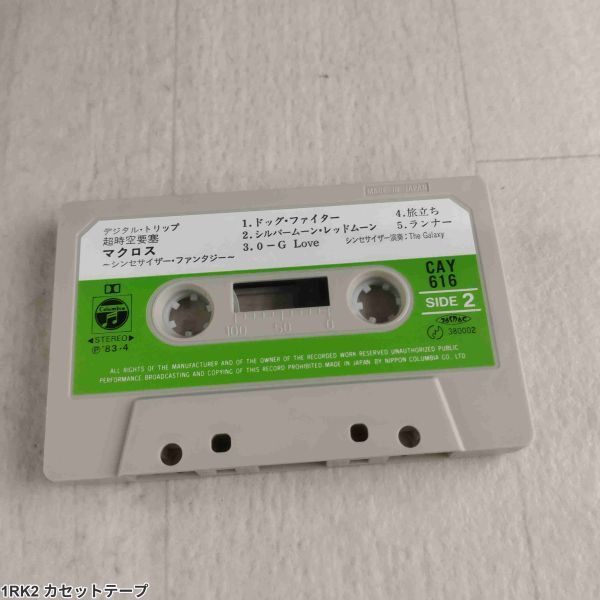 MADE IN JAPAN
デジタル・トリップ
超時空要塞
マクロス
~シンセサイザー・ファンタジー~
1.ドッグ・ファイター
2.シルバームーン・レッドムーン
3.0-G Love
4.旅立ち
5.ランナー
シンセサイザー演奏:The Galaxy
CAY
616
SIDE 2
380002
Columbia
◀STEREO▶
Ⓟ'83-4
100 50 0
ALL RIGHTS OF THE MANUFACTURER AND OF THE OWNER OF THE RECORDED WORK RESERVED UNAUTHORIZED PUBLIC
PERFORMANCE BROADCASTING AND COPYING OF THIS RECORD PROHIBITED. MADE IN JAPAN BY NIPPON COLUMBIA CO. LTD
1RK2 カセットテープ